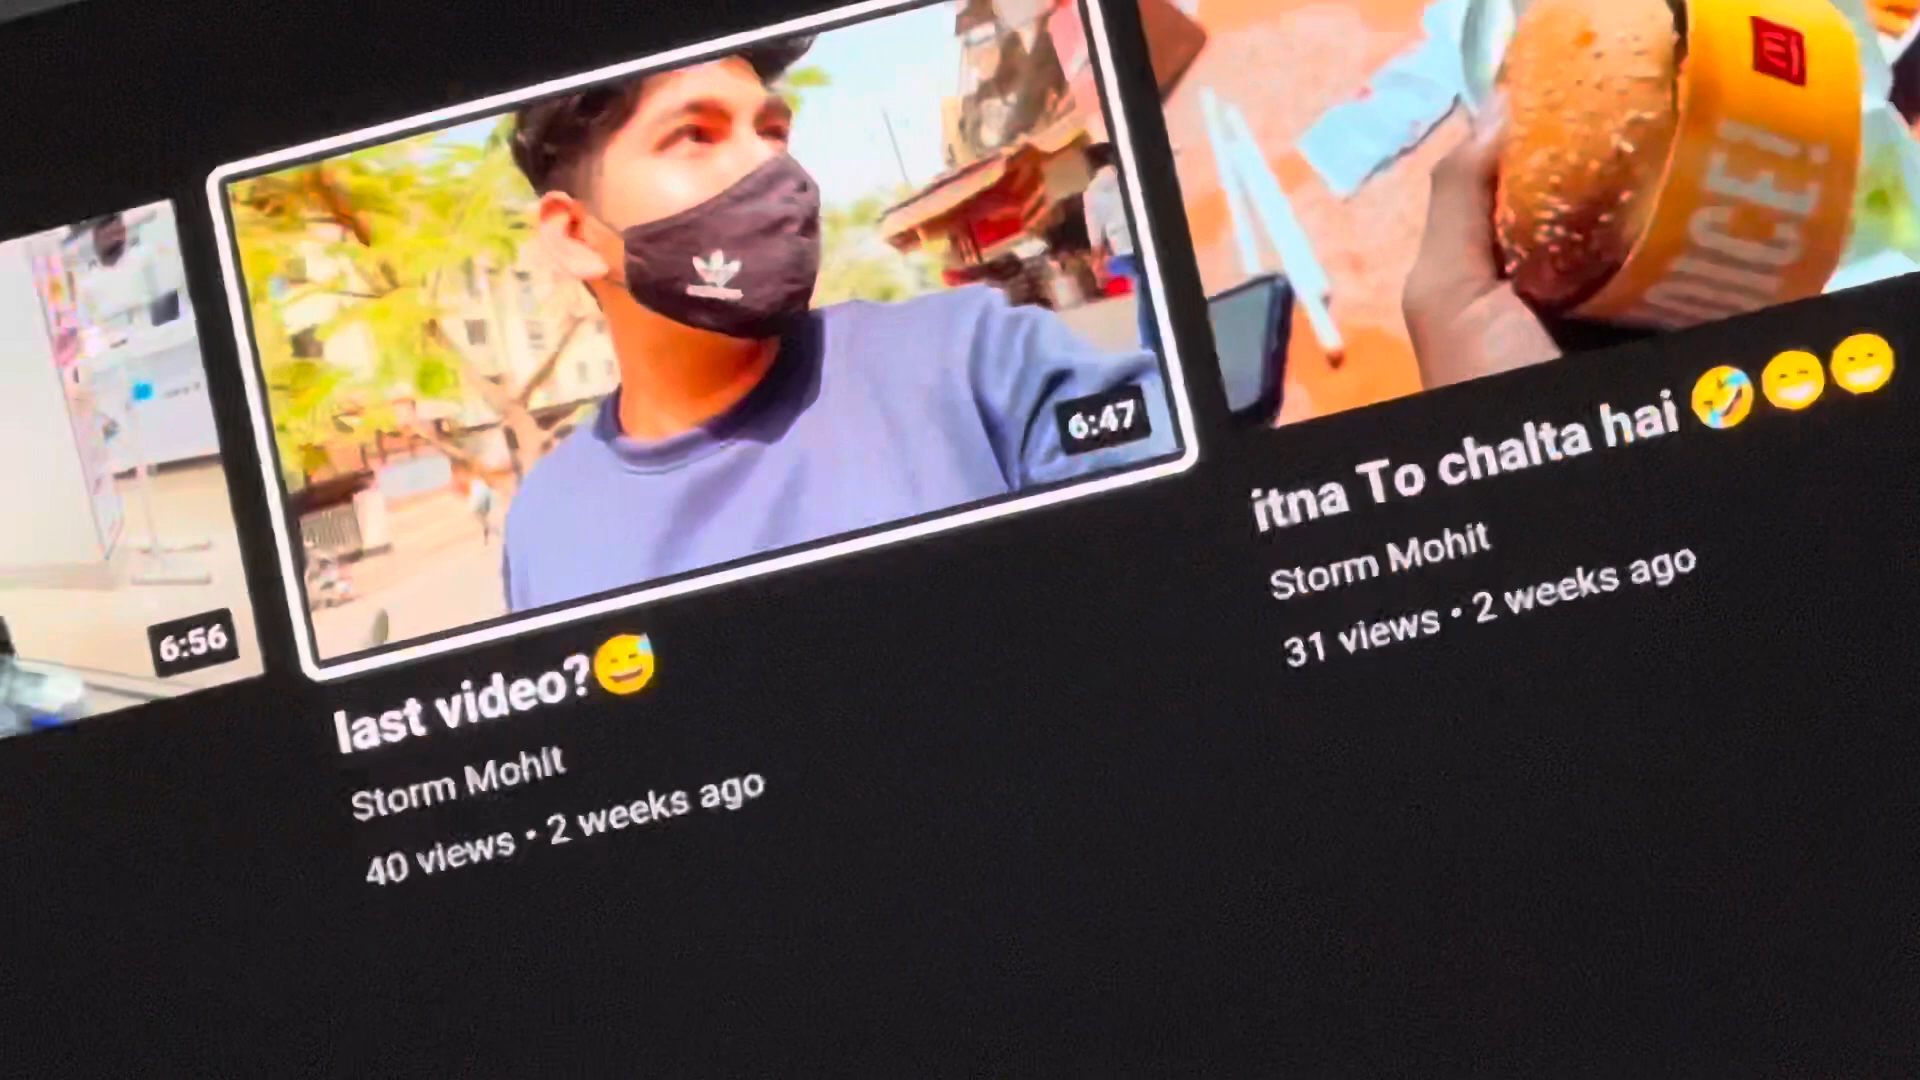 6:56
6:47
last video?😅
Storm Mohit
40 views • 2 weeks ago
NICE!
itna To chalta hai 🤣😁😁
Storm Mohit
31 views • 2 weeks ago